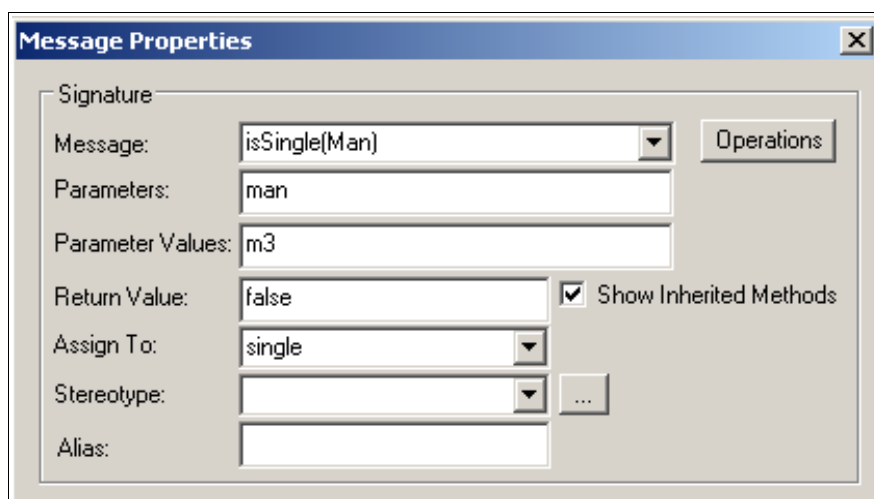 Message Properties
Signature
Message: isSingle(Man) Operations
Parameters: man
Parameter Values: m3
Return Value: false Show Inherited Methods
Assign To: single
Stereotype: ...
Alias: